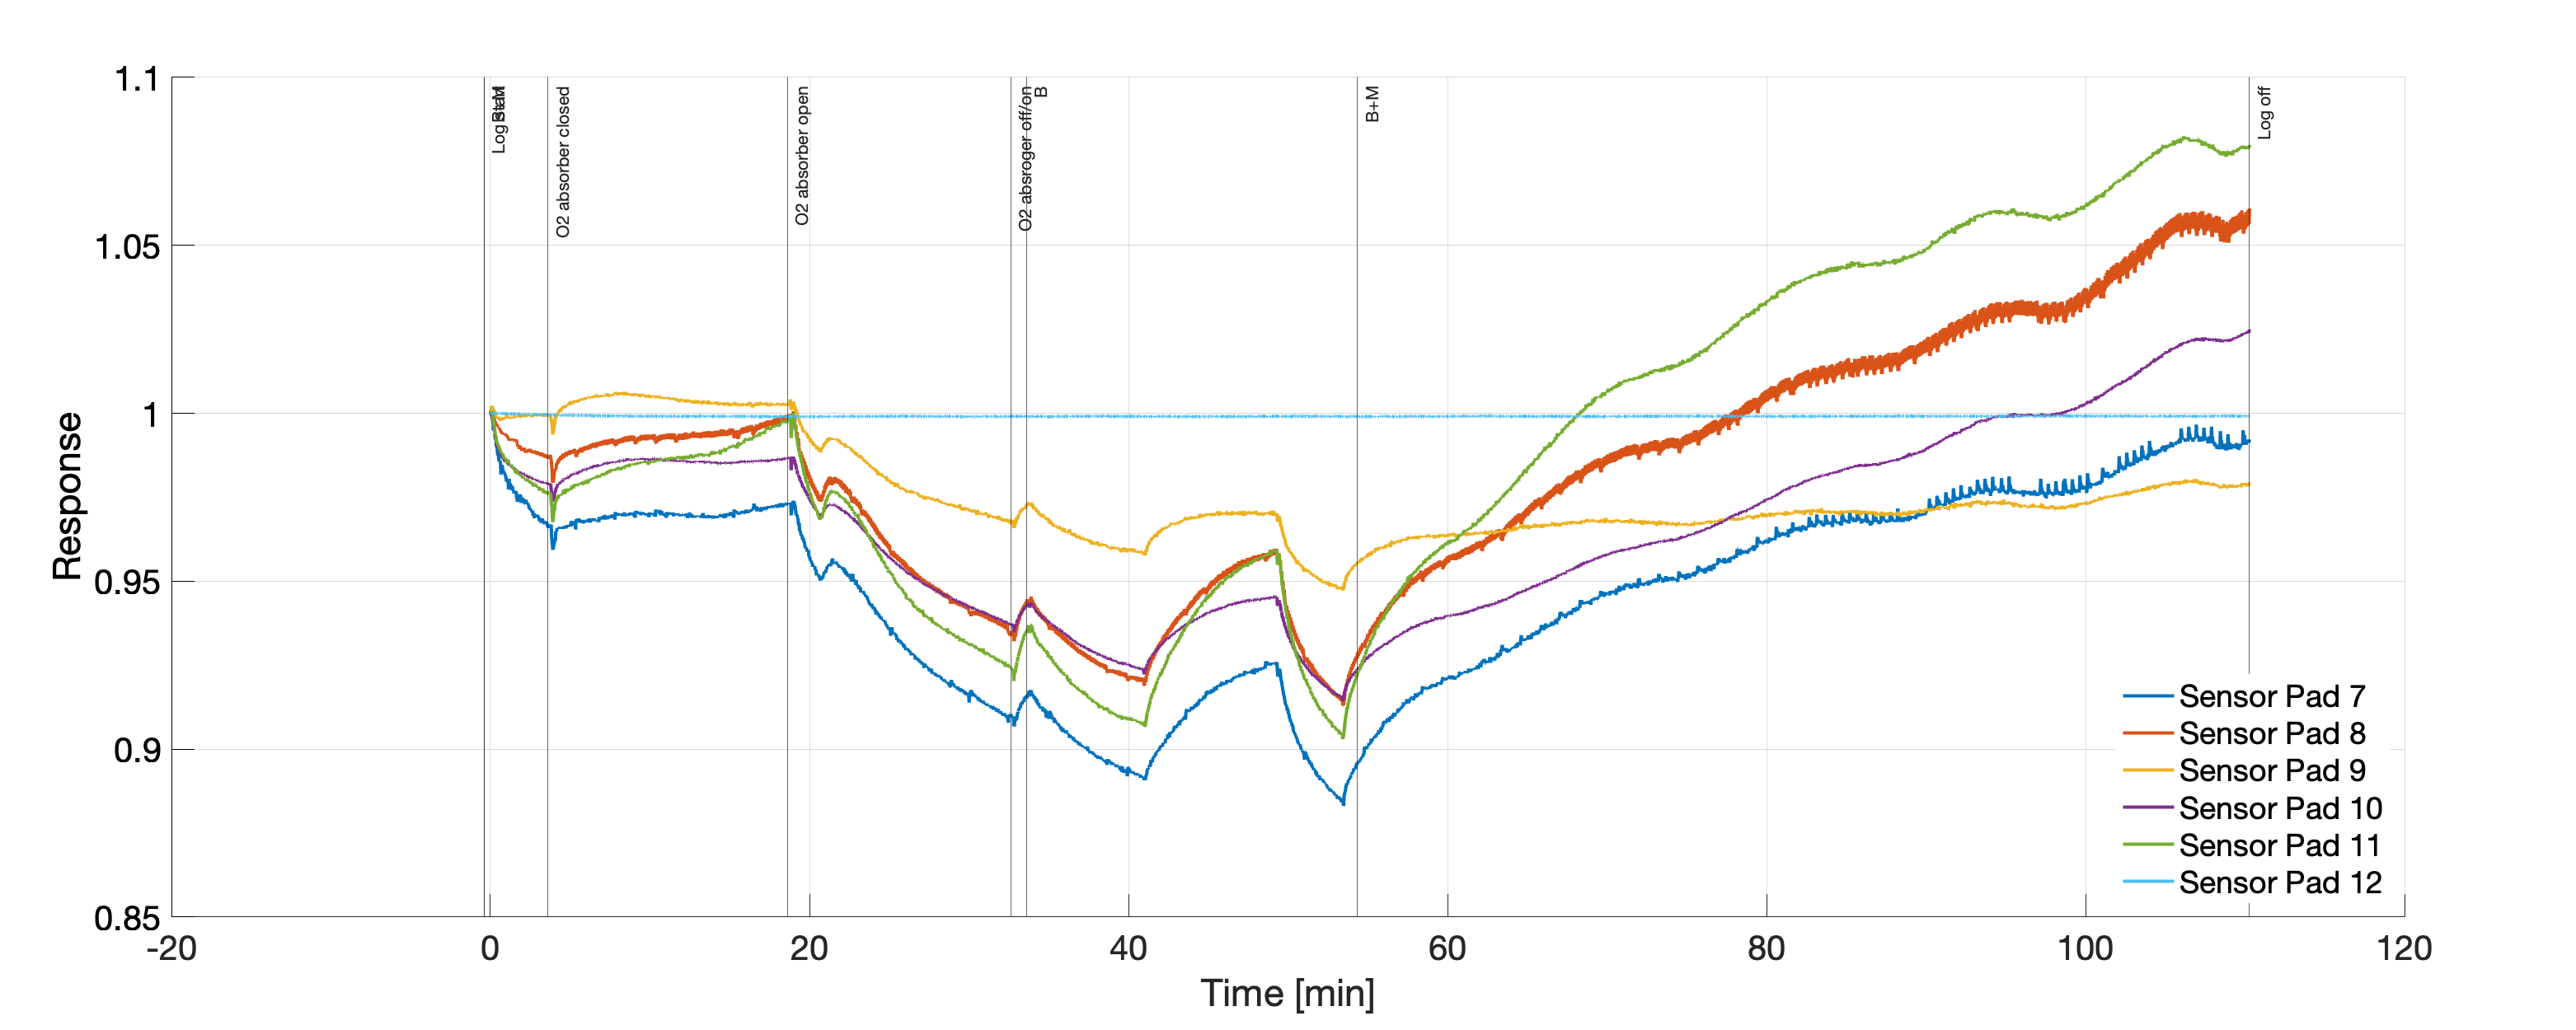 1.1
1.05
1
0.95
0.9
0.85
Response
-20
0
20
40
60
80
100
120
Time [min]
Log start
B+M
O2 absorber closed
O2 absorber open
O2 absroger off/on
B
B+M
Log off
Sensor Pad 7
Sensor Pad 8
Sensor Pad 9
Sensor Pad 10
Sensor Pad 11
Sensor Pad 12